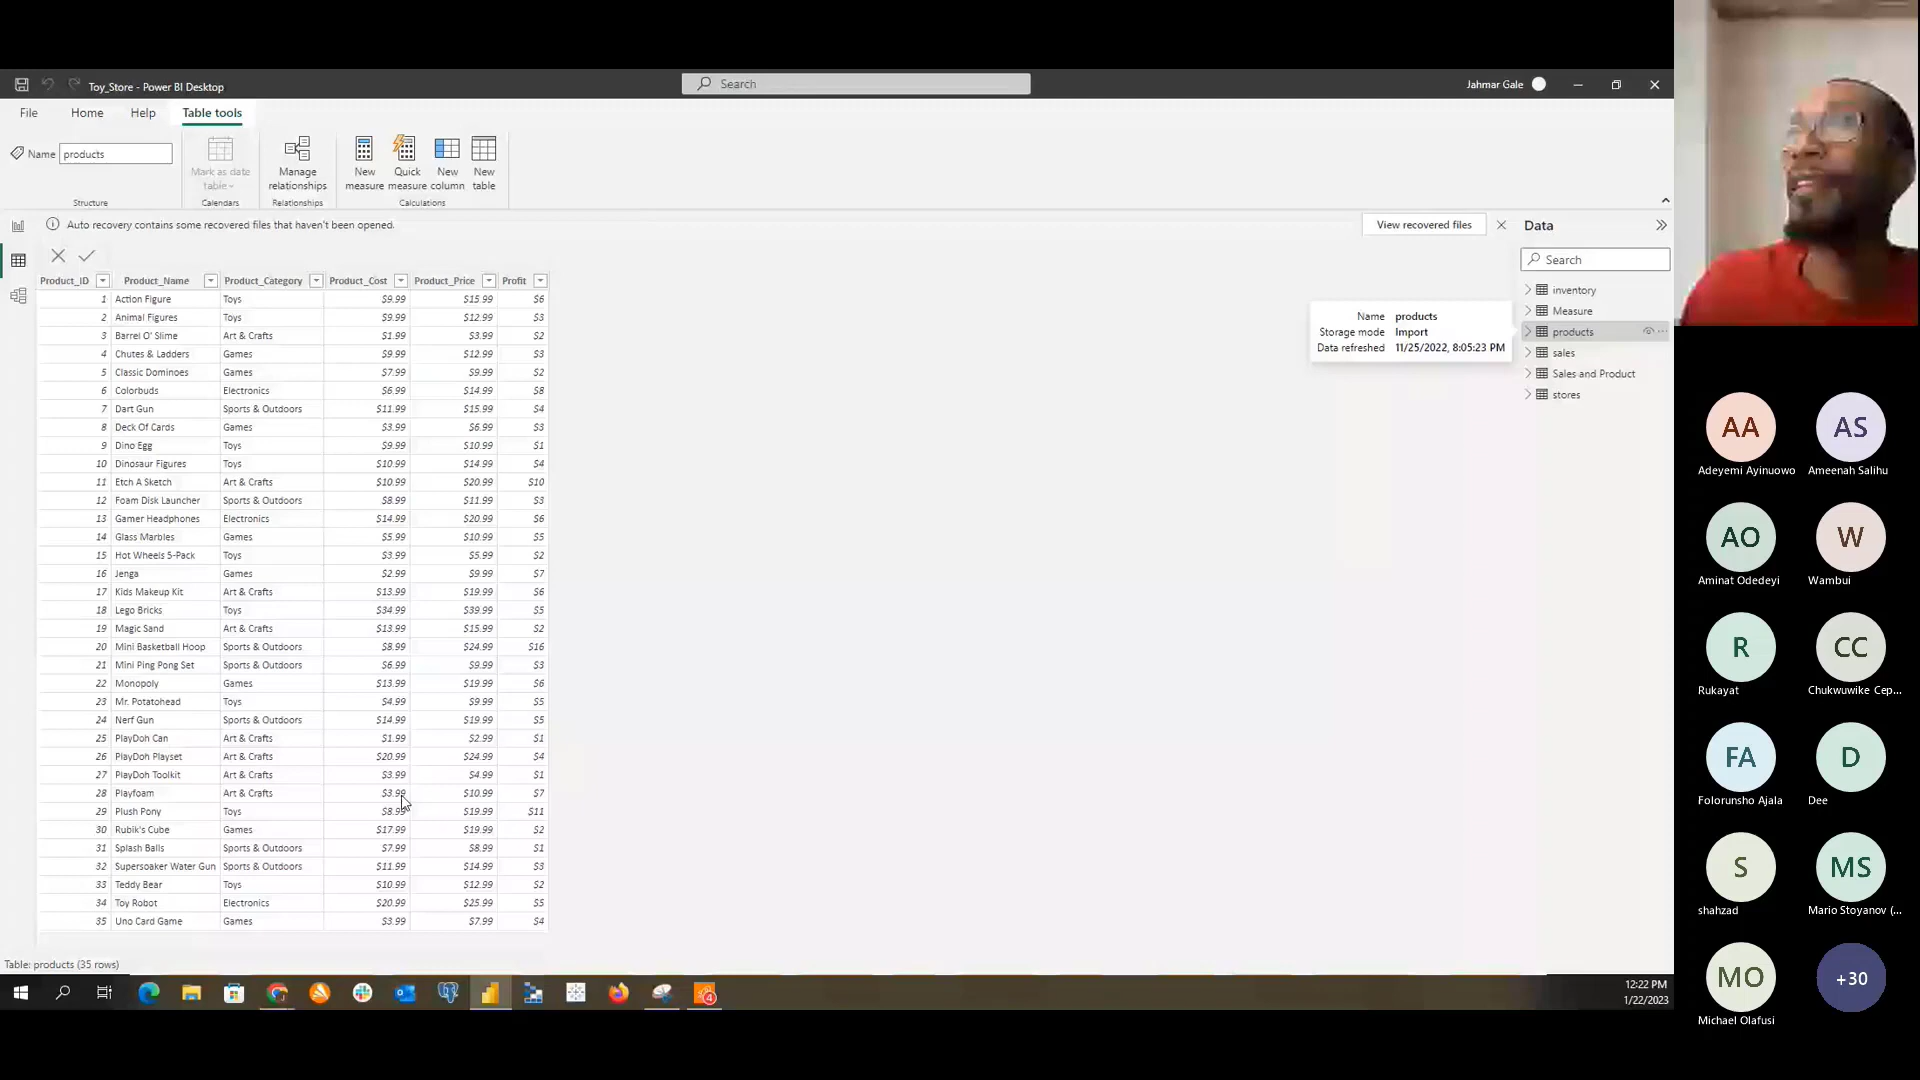 Toy_Store - Power BI Desktop
Search
Jahmar Gale
File Home Help Table tools
Name products
Mark as date table
Manage relationships
New measure
Quick measure
New column
New table
Structure Calendars Relationships Calculations
Auto recovery contains some recovered files that haven't been opened.
View recovered files
Data
Search
inventory
Measure
products
sales
Sales and Product
stores
Name products
Storage mode Import
Data refreshed 11/25/2022, 8:05:23 PM
Product_ID Product_Name Product_Category Product_Cost Product_Price Profit
1 Action Figure Toys $9.99 $15.99 $6
2 Animal Figures Toys $9.99 $12.99 $3
3 Barrel O' Slime Art & Crafts $1.99 $3.99 $2
4 Chutes & Ladders Games $9.99 $12.99 $3
5 Classic Dominoes Games $7.99 $9.99 $2
6 Colorbuds Electronics $6.99 $14.99 $8
7 Dart Gun Sports & Outdoors $11.99 $15.99 $4
8 Deck Of Cards Games $3.99 $6.99 $3
9 Dino Egg Toys $9.99 $10.99 $1
10 Dinosaur Figures Toys $10.99 $14.99 $4
11 Etch A Sketch Art & Crafts $10.99 $20.99 $10
12 Foam Disk Launcher Sports & Outdoors $8.99 $11.99 $3
13 Gamer Headphones Electronics $14.99 $20.99 $6
14 Glass Marbles Games $5.99 $10.99 $5
15 Hot Wheels 5-Pack Toys $3.99 $5.99 $2
16 Jenga Games $2.99 $9.99 $7
17 Kids Makeup Kit Art & Crafts $13.99 $19.99 $6
18 Lego Bricks Toys $34.99 $39.99 $5
19 Magic Sand Art & Crafts $13.99 $15.99 $2
20 Mini Basketball Hoop Sports & Outdoors $8.99 $24.99 $16
21 Mini Ping Pong Set Sports & Outdoors $6.99 $9.99 $3
22 Monopoly Games $13.99 $19.99 $6
23 Mr. Potatohead Toys $4.99 $9.99 $5
24 Nerf Gun Sports & Outdoors $14.99 $19.99 $5
25 PlayDoh Can Art & Crafts $1.99 $2.99 $1
26 PlayDoh Playset Art & Crafts $20.99 $24.99 $4
27 PlayDoh Toolkit Art & Crafts $3.99 $4.99 $1
28 Playfoam Art & Crafts $3.99 $10.99 $7
29 Plush Pony Toys $8.99 $19.99 $11
30 Rubik's Cube Games $17.99 $19.99 $2
31 Splash Balls Toys $7.99 $8.99 $1
32 Supersoaker Water Gun Sports & Outdoors $11.99 $14.99 $3
33 Teddy Bear Toys $10.99 $12.99 $2
34 Toy Robot Electronics $20.99 $25.99 $5
35 Uno Card Game Games $3.99 $7.99 $4
Table: products (35 rows)
4
12:22 PM
1/22/2023
AA AS
Adeyemi Ayinuowo Ameenah Salihu
AO W
Aminat Odedeyi Wambui
R CC
Rukayat Chukwuwike Cep...
FA D
Folorunsho Ajala Dee
S MS
shahzad Mario Stoyanov (...
MO +30
Michael Olafusi